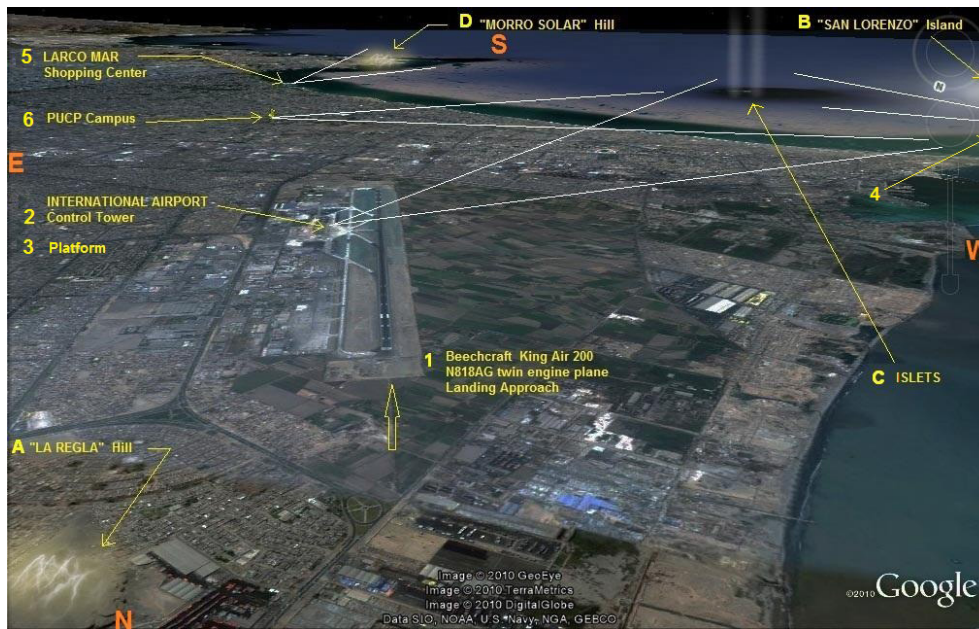 D "MORRO SOLAR" Hill
S
B "SAN LORENZO" Island
5 LARCO MAR
Shopping Center
N
6 PUCP Campus
E
4
INTERNATIONAL AIRPORT
2 Control Tower
3 Platform
W
1 Beechcraft King Air 200
N818AG twin engine plane
Landing Approach
C ISLETS
A "LA REGLA" Hill
Image © 2010 GeoEye
Image © 2010 TerraMetrics
Image © 2010 DigitalGlobe
Data SIO, NOAA, U.S. Navy, NGA, GEBCO
©2010 Google
N